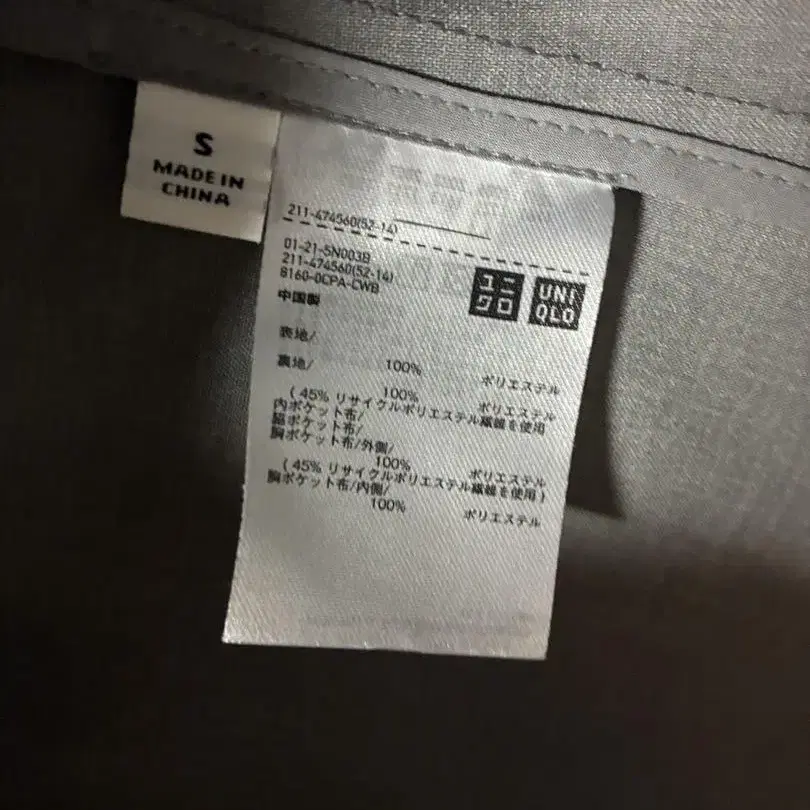 S
MADE IN
CHINA
211-474560(52-14)
01-21-5N003B
211-474560(52-14)
8160-0CPA-CWB
ユニ
クロ
UNI
QLO
中国製
表地/
100% ポリエステル
裏地/
100% ポリエステル
( 45% リサイクルポリエステル繊維を使用
内ポケット布/
脇ポケット布/
胸ポケット布/外側/
100% ポリエステル
( 45% リサイクルポリエステル繊維を使用 )
胸ポケット布/内側/
100% ポリエステル